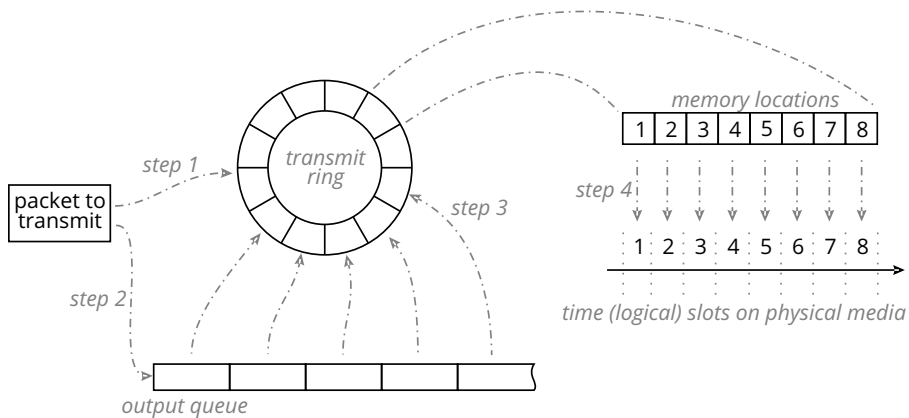 memory locations
1 2 3 4 5 6 7 8
transmit
ring
step 1
step 4
packet to
transmit
step 3
1 2 3 4 5 6 7 8
step 2
time (logical) slots on physical media
output queue